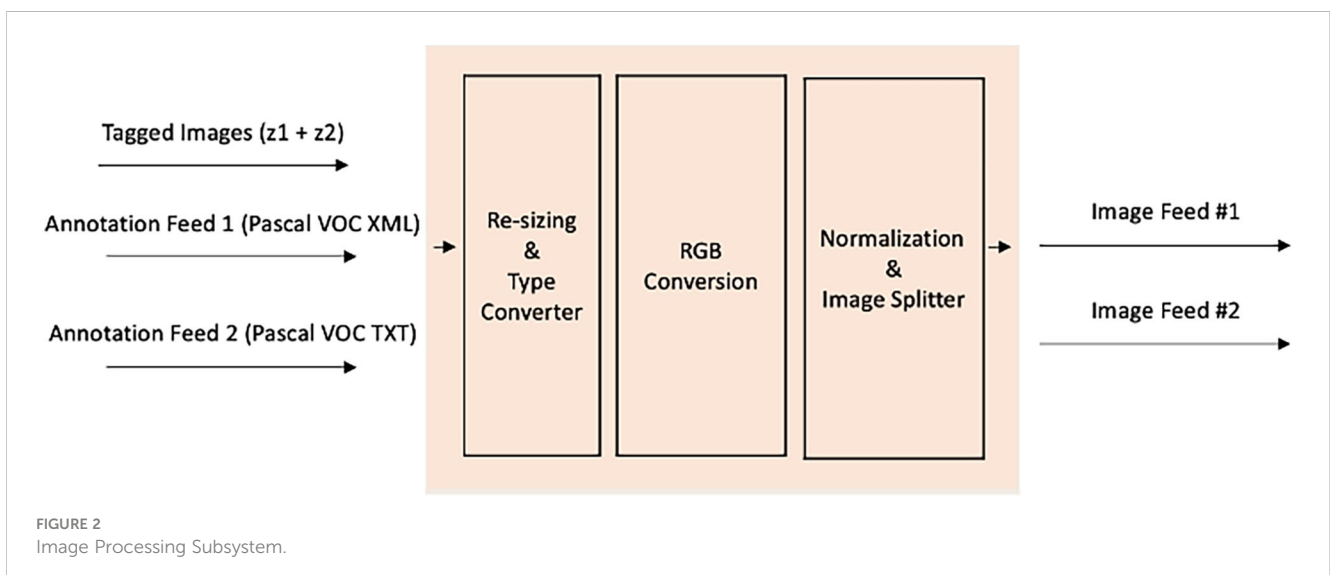 Tagged Images (z1 + z2)
Annotation Feed 1 (Pascal VOC XML)
Annotation Feed 2 (Pascal VOC TXT)
Re-sizing
&
Type
Converter
RGB
Conversion
Normalization
&
Image Splitter
Image Feed #1
Image Feed #2
FIGURE 2
Image Processing Subsystem.